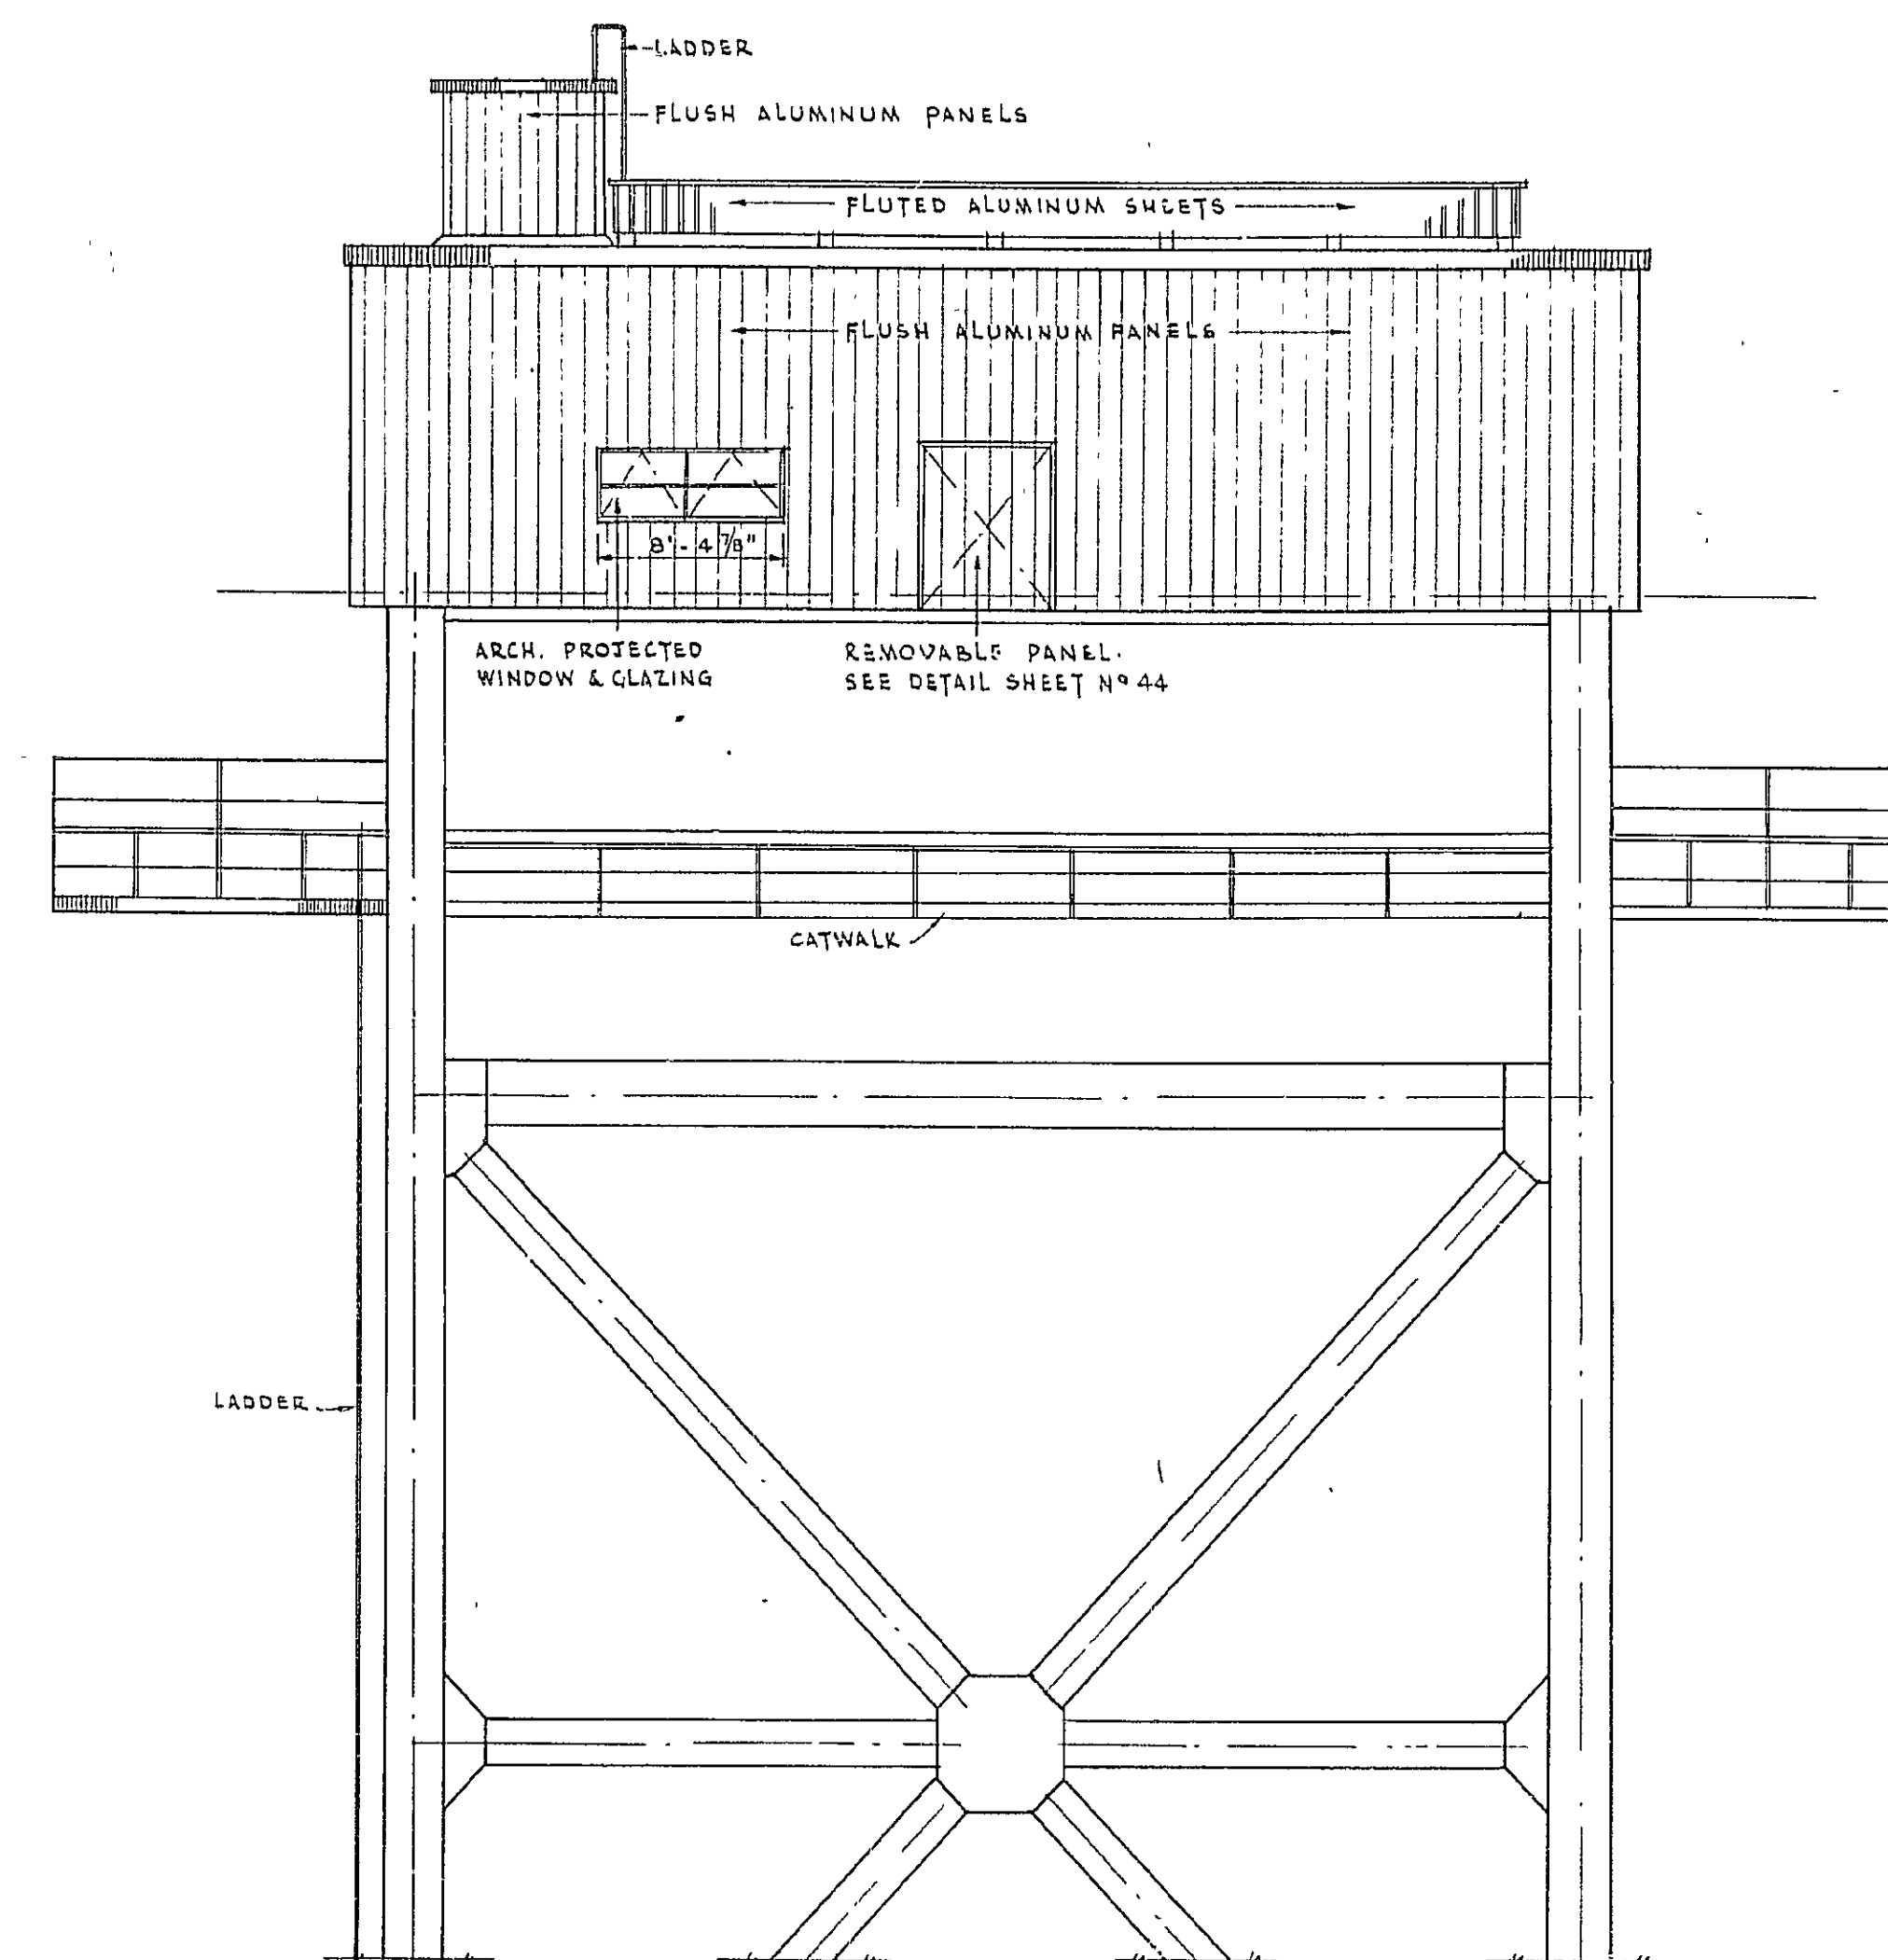 LADDER
FLUSH ALUMINUM PANELS
FLUTED ALUMINUM SHEETS
FLUSH ALUMINUM PANELS
8'-4 7/8"
ARCH. PROJECTED
WINDOW & GLAZING
REMOVABLE PANEL.
SEE DETAIL SHEET Nº 44
CATWALK
LADDER